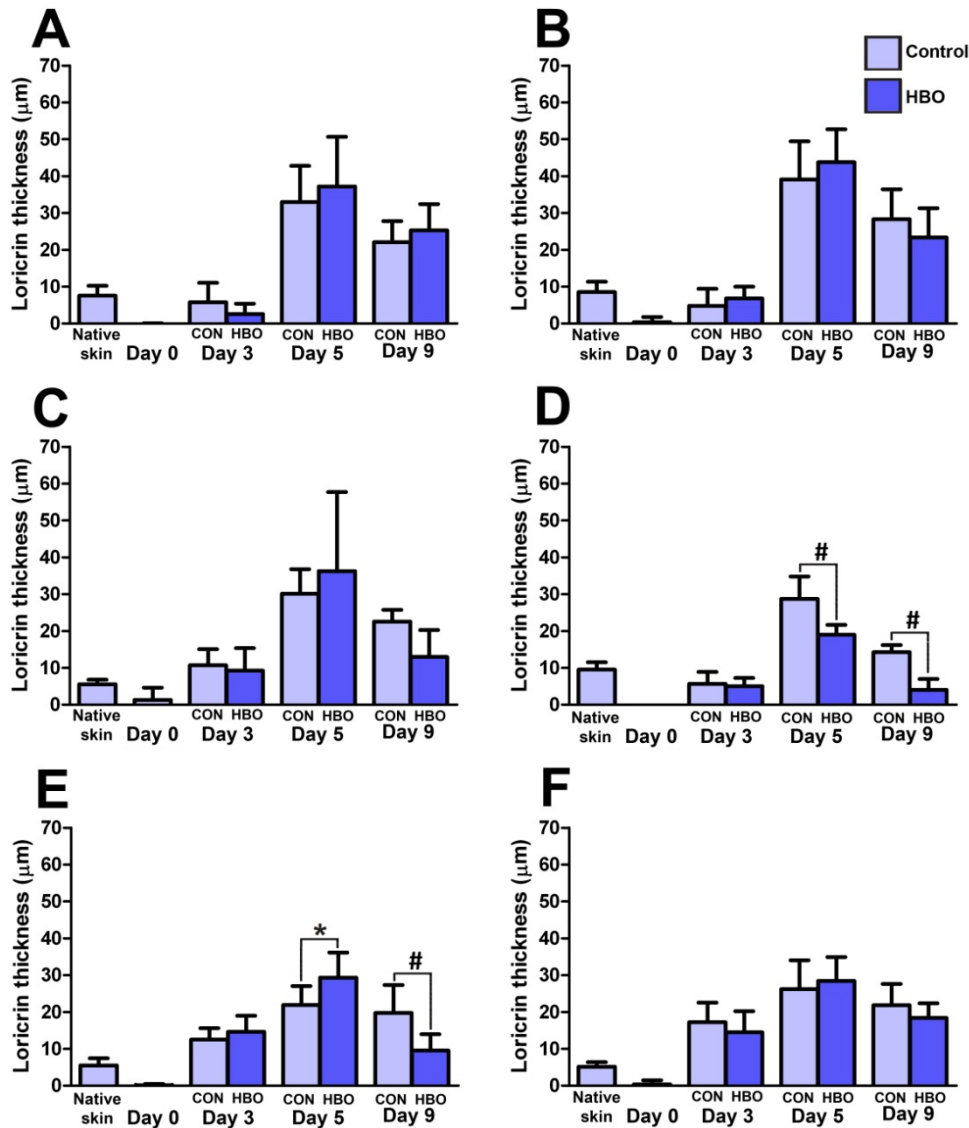 A
Loricrin thickness (μm)
70
60
50
40
30
20
10
0
Native skin
Day 0
CON HBO
Day 3
CON HBO
Day 5
CON HBO
Day 9
B
Control
HBO
Loricrin thickness (μm)
70
60
50
40
30
20
10
0
Native skin
Day 0
CON HBO
Day 3
CON HBO
Day 5
CON HBO
Day 9
C
Loricrin thickness (μm)
70
60
50
40
30
20
10
0
Native skin
Day 0
CON HBO
Day 3
CON HBO
Day 5
CON HBO
Day 9
D
Loricrin thickness (μm)
70
60
50
40
30
20
10
0
#
#
Native skin
Day 0
CON HBO
Day 3
CON HBO
Day 5
CON HBO
Day 9
E
Loricrin thickness (μm)
70
60
50
40
30
20
10
0
*
#
Native skin
Day 0
CON HBO
Day 3
CON HBO
Day 5
CON HBO
Day 9
F
Loricrin thickness (μm)
70
60
50
40
30
20
10
0
Native skin
Day 0
CON HBO
Day 3
CON HBO
Day 5
CON HBO
Day 9